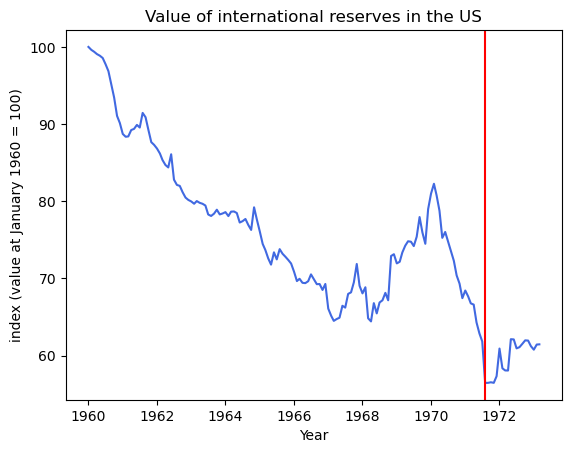 Value of international reserves in the US
index (value at January 1960 = 100)
100
90
80
70
60
1960 1962 1964 1966 1968 1970 1972
Year